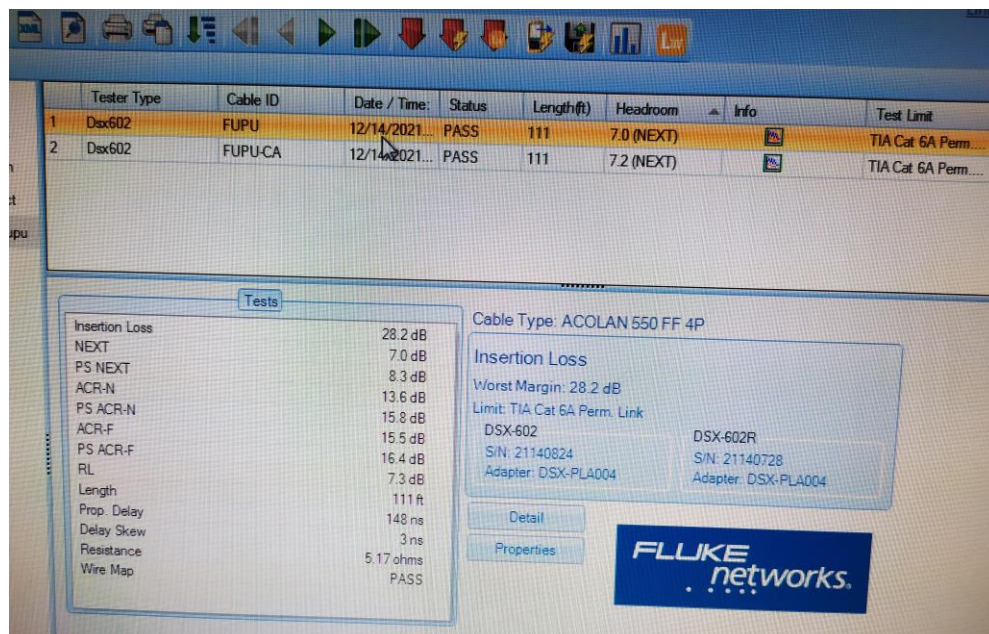 XML
Tester Type Cable ID Date / Time: Status Length(ft) Headroom Info Test Limit
1 Dsx602 FUPU 12/14/2021... PASS 111 7.0 (NEXT) TIA Cat 6A Perm....
2 Dsx602 FUPU-CA 12/14/2021... PASS 111 7.2 (NEXT) TIA Cat 6A Perm....
upu
Tests
Insertion Loss 28.2 dB
NEXT 7.0 dB
PS NEXT 8.3 dB
ACR-N 13.6 dB
PS ACR-N 15.8 dB
ACR-F 15.5 dB
PS ACR-F 16.4 dB
RL 7.3 dB
Length 111 ft
Prop. Delay 148 ns
Delay Skew 3 ns
Resistance 5.17 ohms
Wire Map PASS
Cable Type: ACOLAN 550 FF 4P
Insertion Loss
Worst Margin: 28.2 dB
Limit: TIA Cat 6A Perm. Link
DSX-602 DSX-602R
S/N: 21140824 S/N: 21140728
Adapter: DSX-PLA004 Adapter: DSX-PLA004
Detail
Properties
FLUKE
networks.